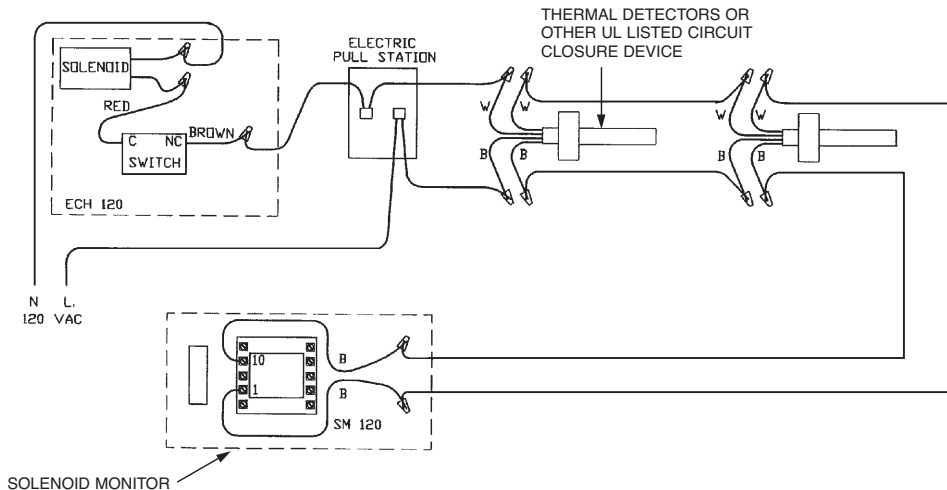 THERMAL DETECTORS OR
OTHER UL LISTED CIRCUIT
CLOSURE DEVICE
ELECTRIC
PULL STATION
SOLENOID
RED
C NC
SWITCH
BROWN
ECH 120
W W
B B
W W
B B
N L,
120 VAC
10
1
B
B
SM 120
SOLENOID MONITOR